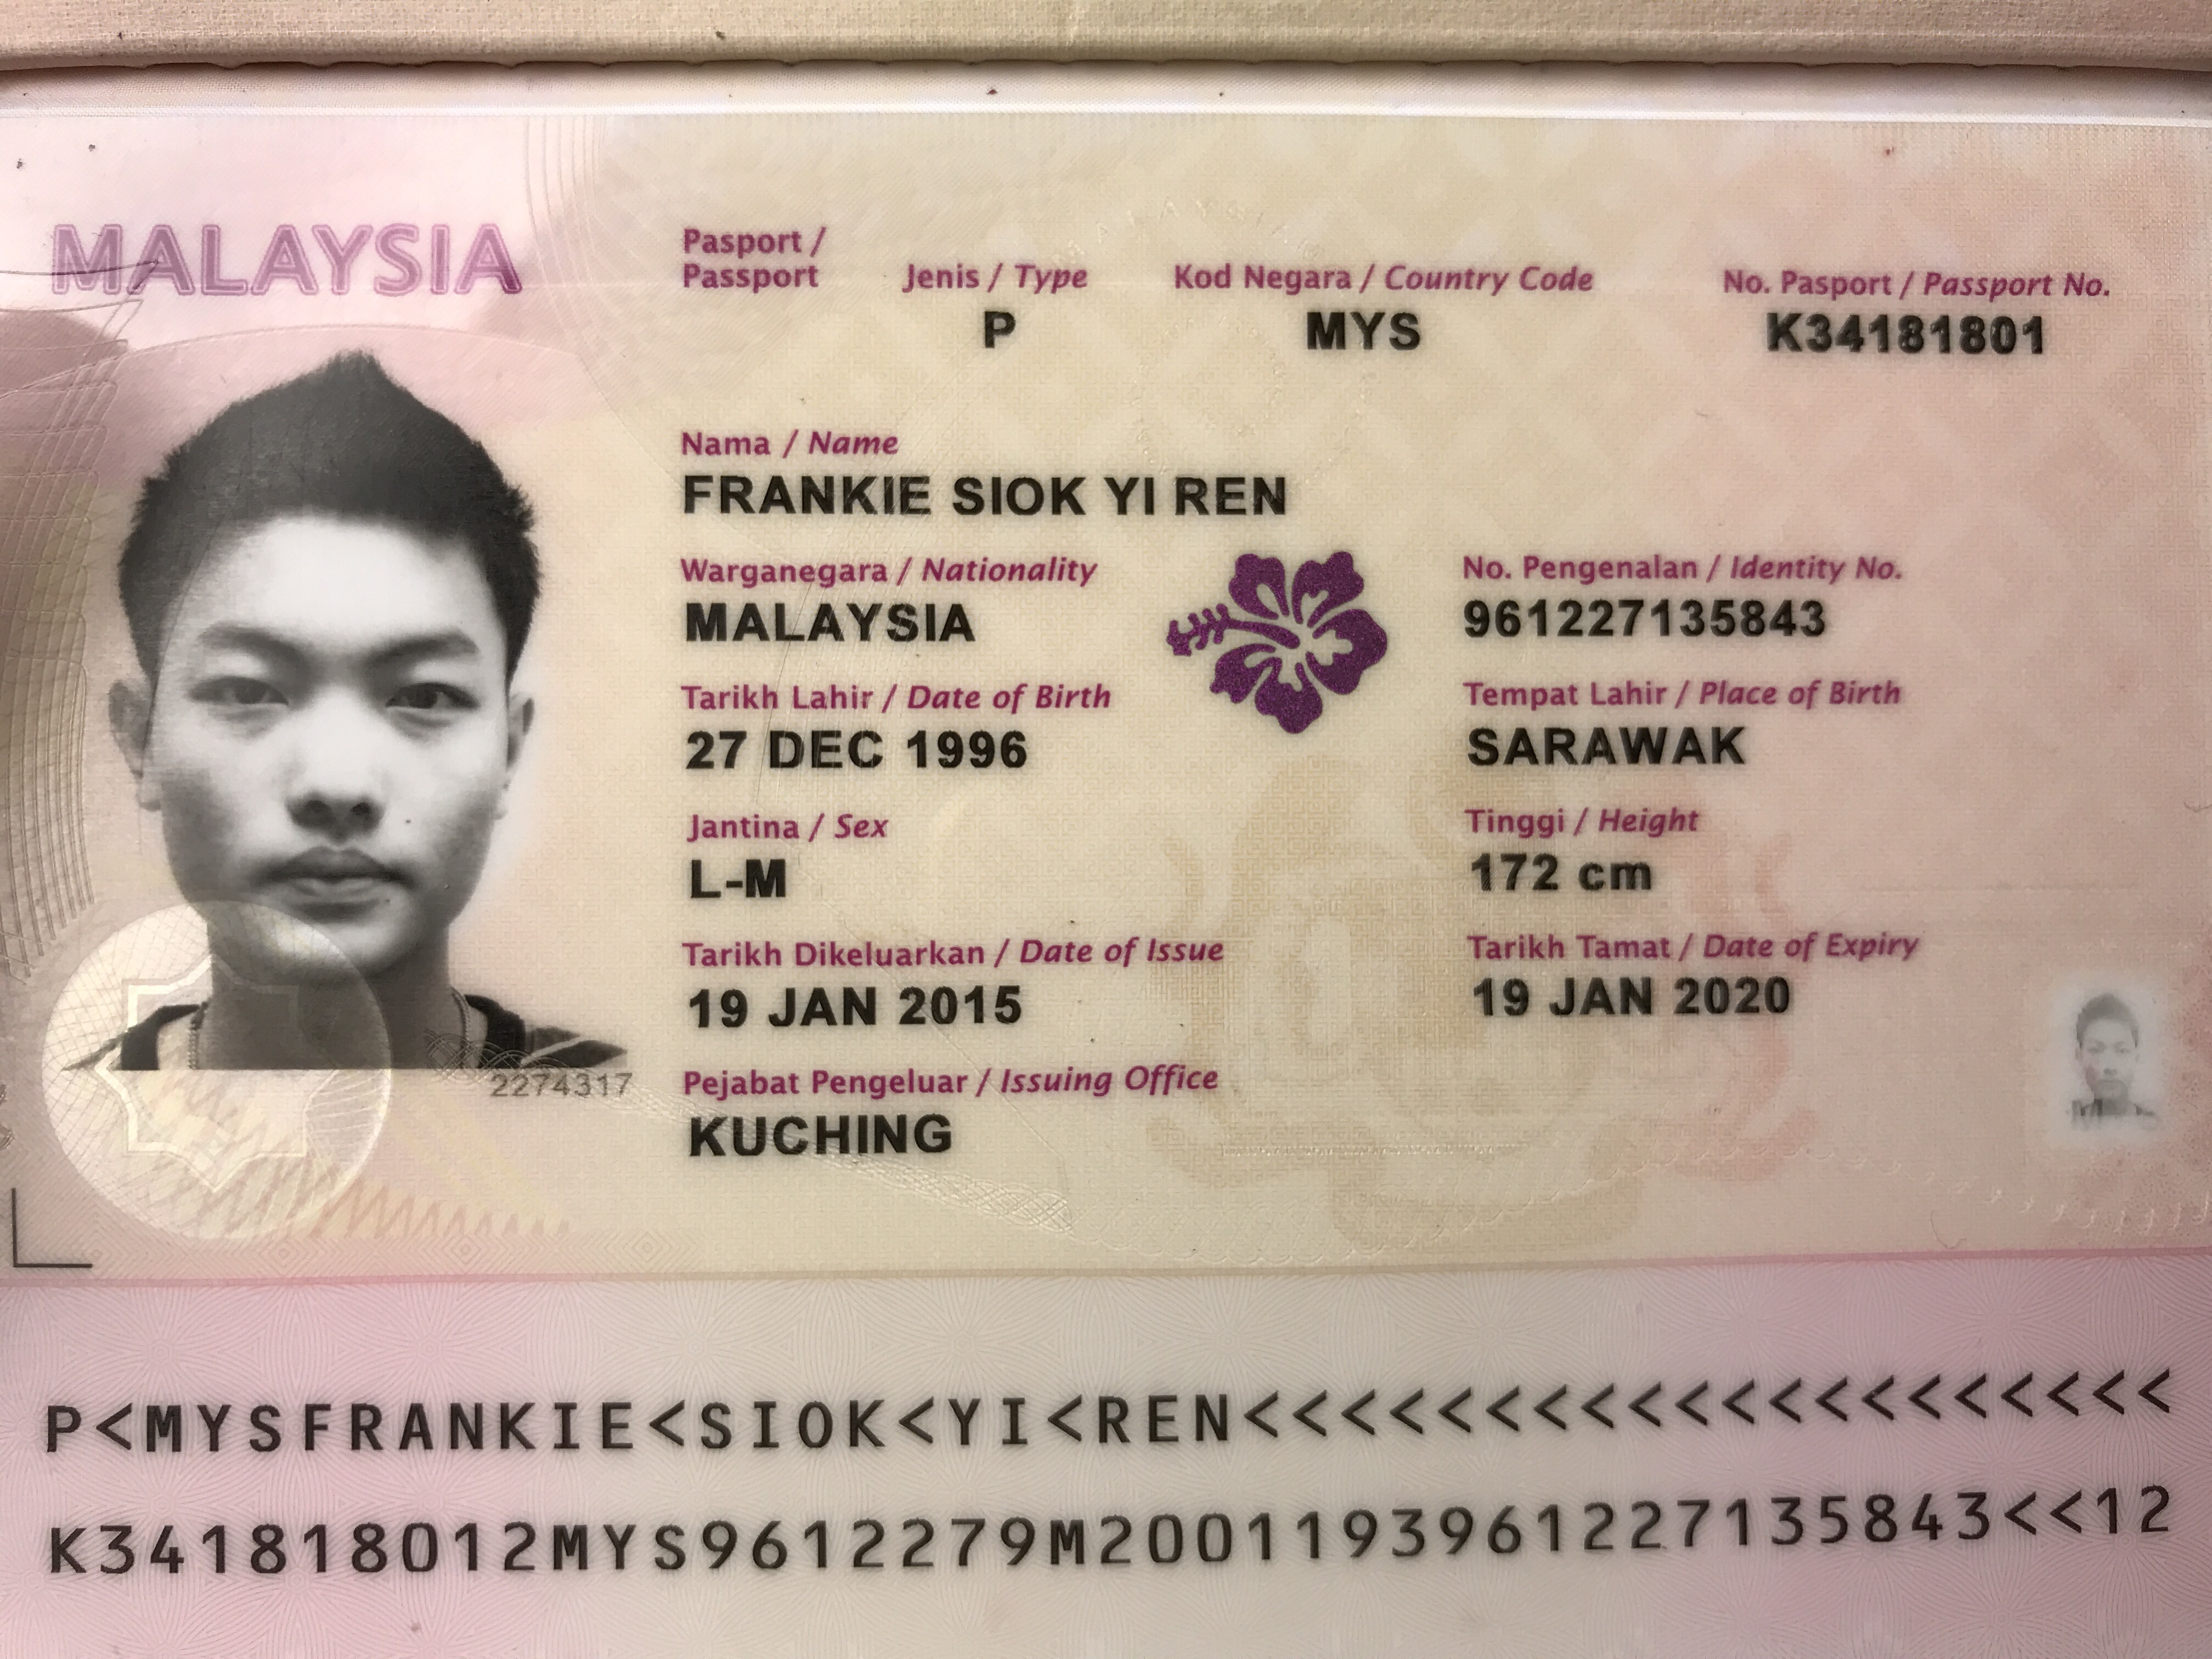 MALAYSIA
Pasport /
Passport
Jenis / Type
Kod Negara / Country Code
No. Pasport / Passport No.
P
MYS
K34181801
Nama / Name
FRANKIE SIOK YI REN
Warganegara / Nationality
No. Pengenalan / Identity No.
MALAYSIA
961227135843
Tarikh Lahir / Date of Birth
Tempat Lahir / Place of Birth
27 DEC 1996
SARAWAK
Jantina / Sex
Tinggi / Height
L-M
172 cm
Tarikh Dikeluarkan / Date of Issue
Tarikh Tamat / Date of Expiry
19 JAN 2015
19 JAN 2020
Pejabat Pengeluar / Issuing Office
KUCHING
2274317
P<MYSFRANKIE<SIOK<YI<REN<<<<<<<<<<<<<<<<<<<<
K341818012MYS9612279M2001193961227135843<<12